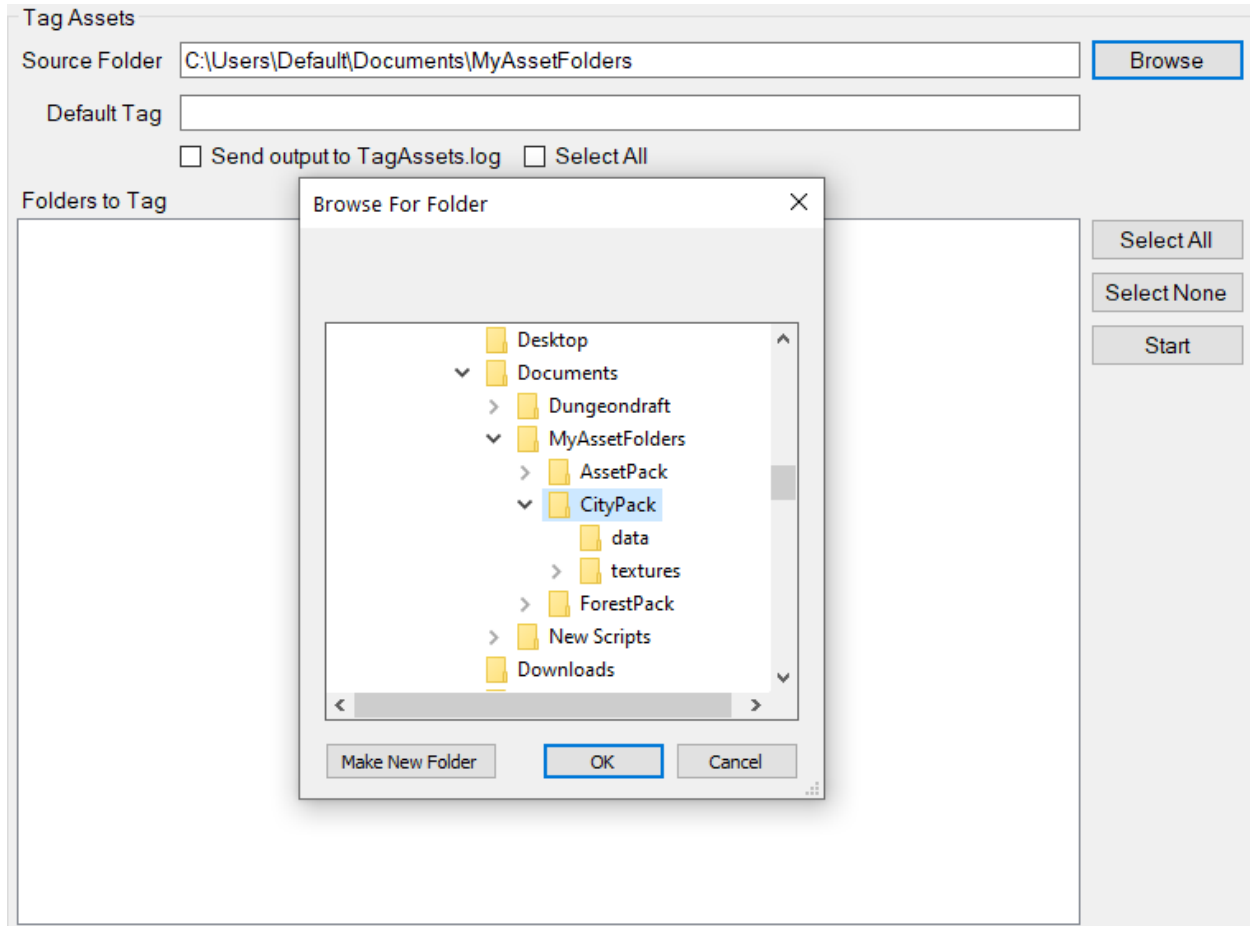 Tag Assets
Source Folder C:\Users\Default\Documents\MyAssetFolders Browse
Default Tag
Send output to TagAssets.log Select All
Folders to Tag
Browse For Folder
Select All
Select None
Start
Desktop
Documents
Dungeondraft
MyAssetFolders
AssetPack
CityPack
data
textures
ForestPack
New Scripts
Downloads
Make New Folder OK Cancel